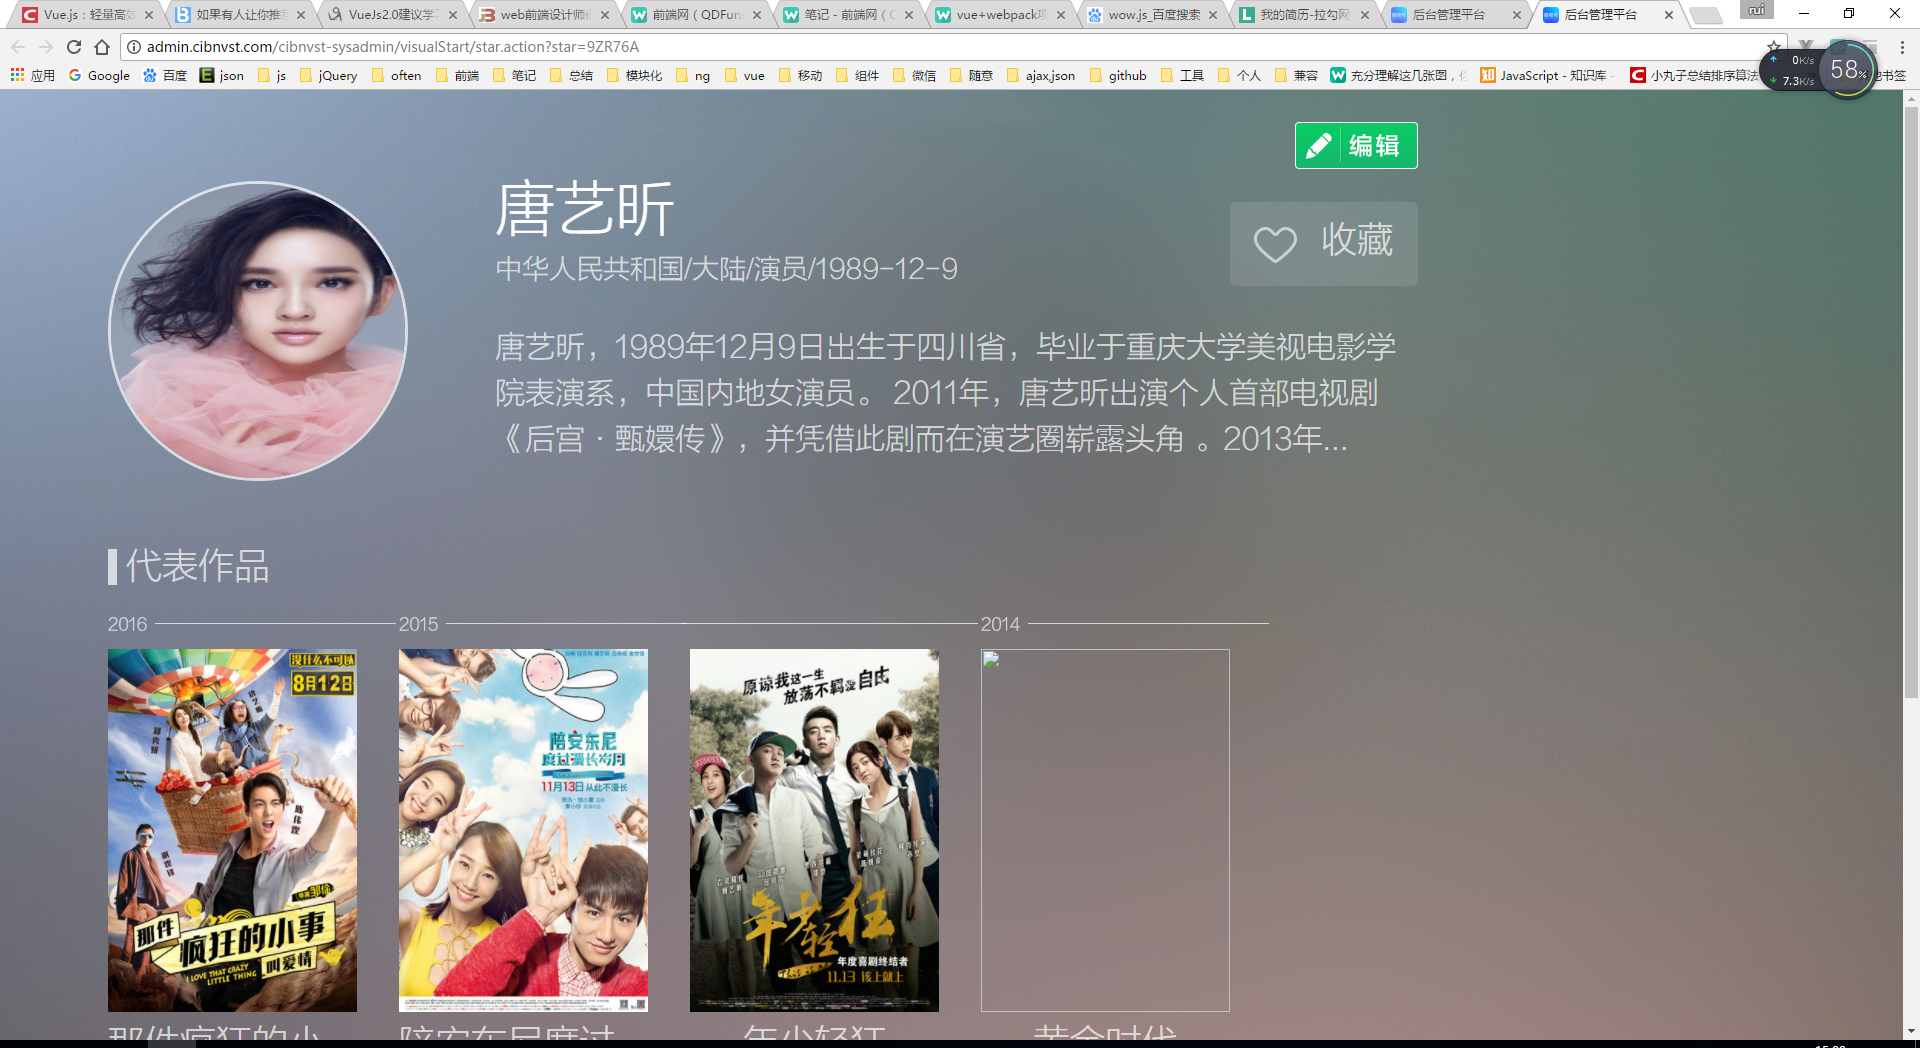 Vue.js：轻量高效
如果有人让你推
VueJs2.0建议学
web前端设计师
前端网（QDFun
笔记 - 前端网（
vue+webpack项
wow.js_百度搜索
我的简历-拉勾网
后台管理平台
后台管理平台
rui
admin.cibnvst.com/cibnvst-sysadmin/visualStart/star.action?star=9ZR76A
0K/s
7.3K/s
58%
应用 Google 百度 json js jQuery often 前端 笔记 总结 模块化 ng vue 移动 组件 微信 随意 ajax,json github 工具 个人 兼容 充分理解这几张图， JavaScript - 知识库 小丸子总结排序算法 书签
编辑
唐艺昕
收藏
中华人民共和国/大陆/演员/1989-12-9
唐艺昕，1989年12月9日出生于四川省，毕业于重庆大学美视电影学
院表演系，中国内地女演员。 2011年，唐艺昕出演个人首部电视剧
《后宫·甄嬛传》，并凭借此剧而在演艺圈崭露头角 。2013年...
代表作品
2016
2015
2014
没什么不可以
8月12日
陈伟霆
那件
疯狂的小事
叫爱情
I LOVE THAT CRAZY
LITTLE THING
陪安东尼
度过漫长岁月
11月13日 从此不漫长
原谅我这一生
放荡不羁爱自由
年少轻狂
年度喜剧终结者
11.13 该上就上
那件疯狂的小
陪安东尼度过
年少轻狂
黄金时代